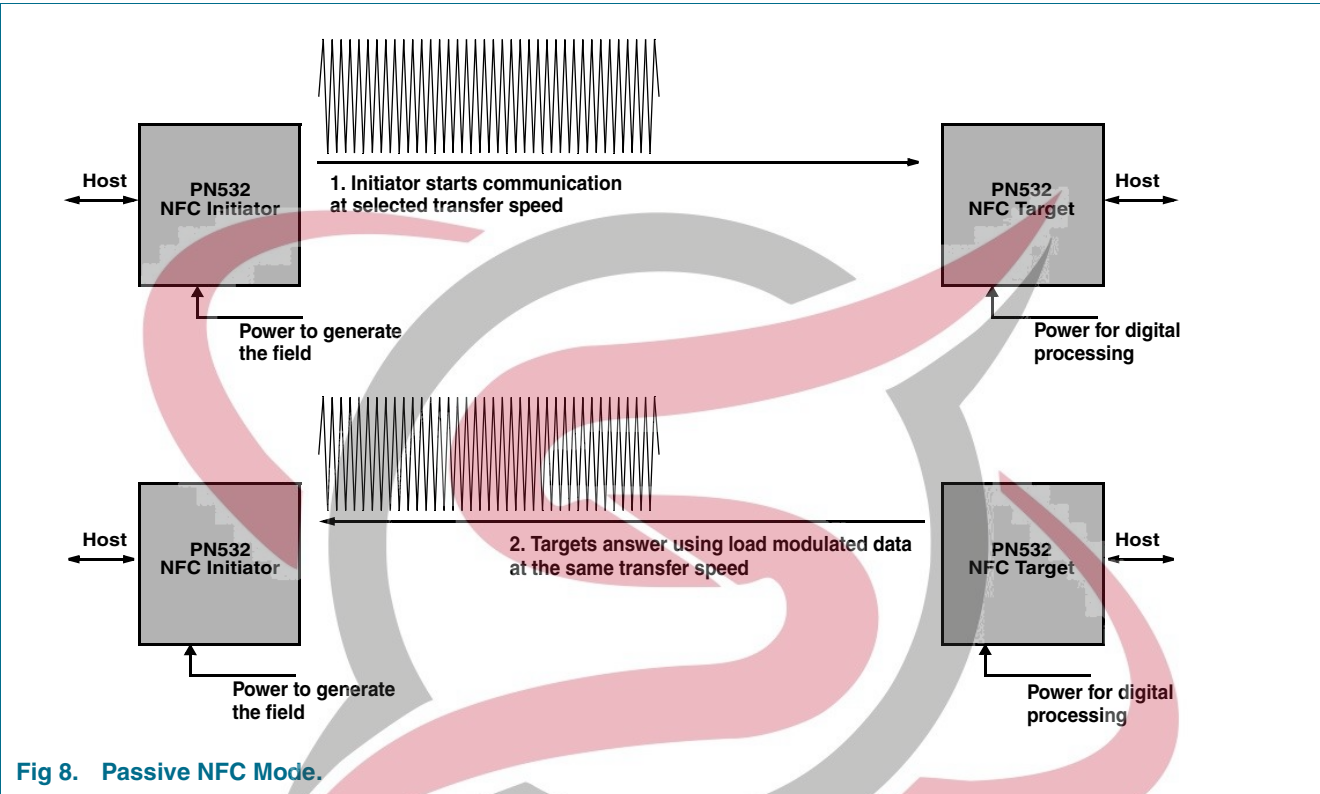 Host
PN532
NFC Initiator
1. Initiator starts communication
at selected transfer speed
PN532
NFC Target
Host
Power to generate
the field
Power for digital
processing
Host
PN532
NFC Initiator
2. Targets answer using load modulated data
at the same transfer speed
PN532
NFC Target
Host
Power to generate
the field
Power for digital
processing
Fig 8. Passive NFC Mode.